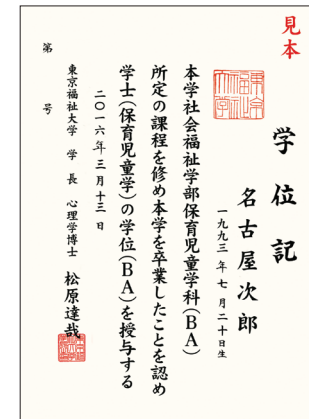 見本
学位記
名古屋次郎
一九九三年七月二十日生
本学社会福祉学部保育児童学科(BA)
所定の課程を修め本学を卒業したことを認め
学士(保育児童学)の学位(BA)を授与する
二〇一六年三月十三日
東京福祉大学 学長 心理学博士 松原達哉
第 号